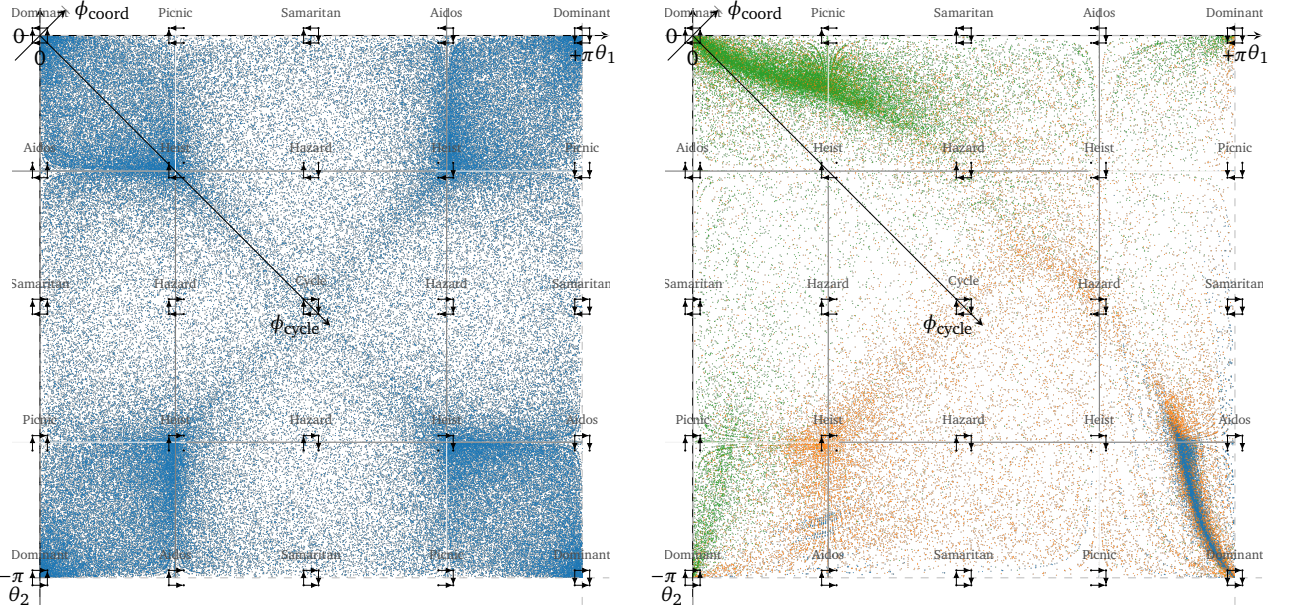 Dominant Picnic Samaritan Aidos Dominant
ϕcoord
0 +πθ1
0
Aidos Heist Hazard Heist Picnic
Samaritan Hazard Cycle Hazard Samaritan
ϕcycle
Picnic Heist Hazard Heist Aidos
Dominant Aidos Samaritan Picnic Dominant
−π
θ2
Dominant Picnic Samaritan Aidos Dominant
ϕcoord
0 +πθ1
0
Aidos Heist Hazard Heist Picnic
Samaritan Hazard Cycle Hazard Samaritan
ϕcycle
Picnic Heist Hazard Heist Aidos
Dominant Aidos Samaritan Picnic Dominant
−π
θ2